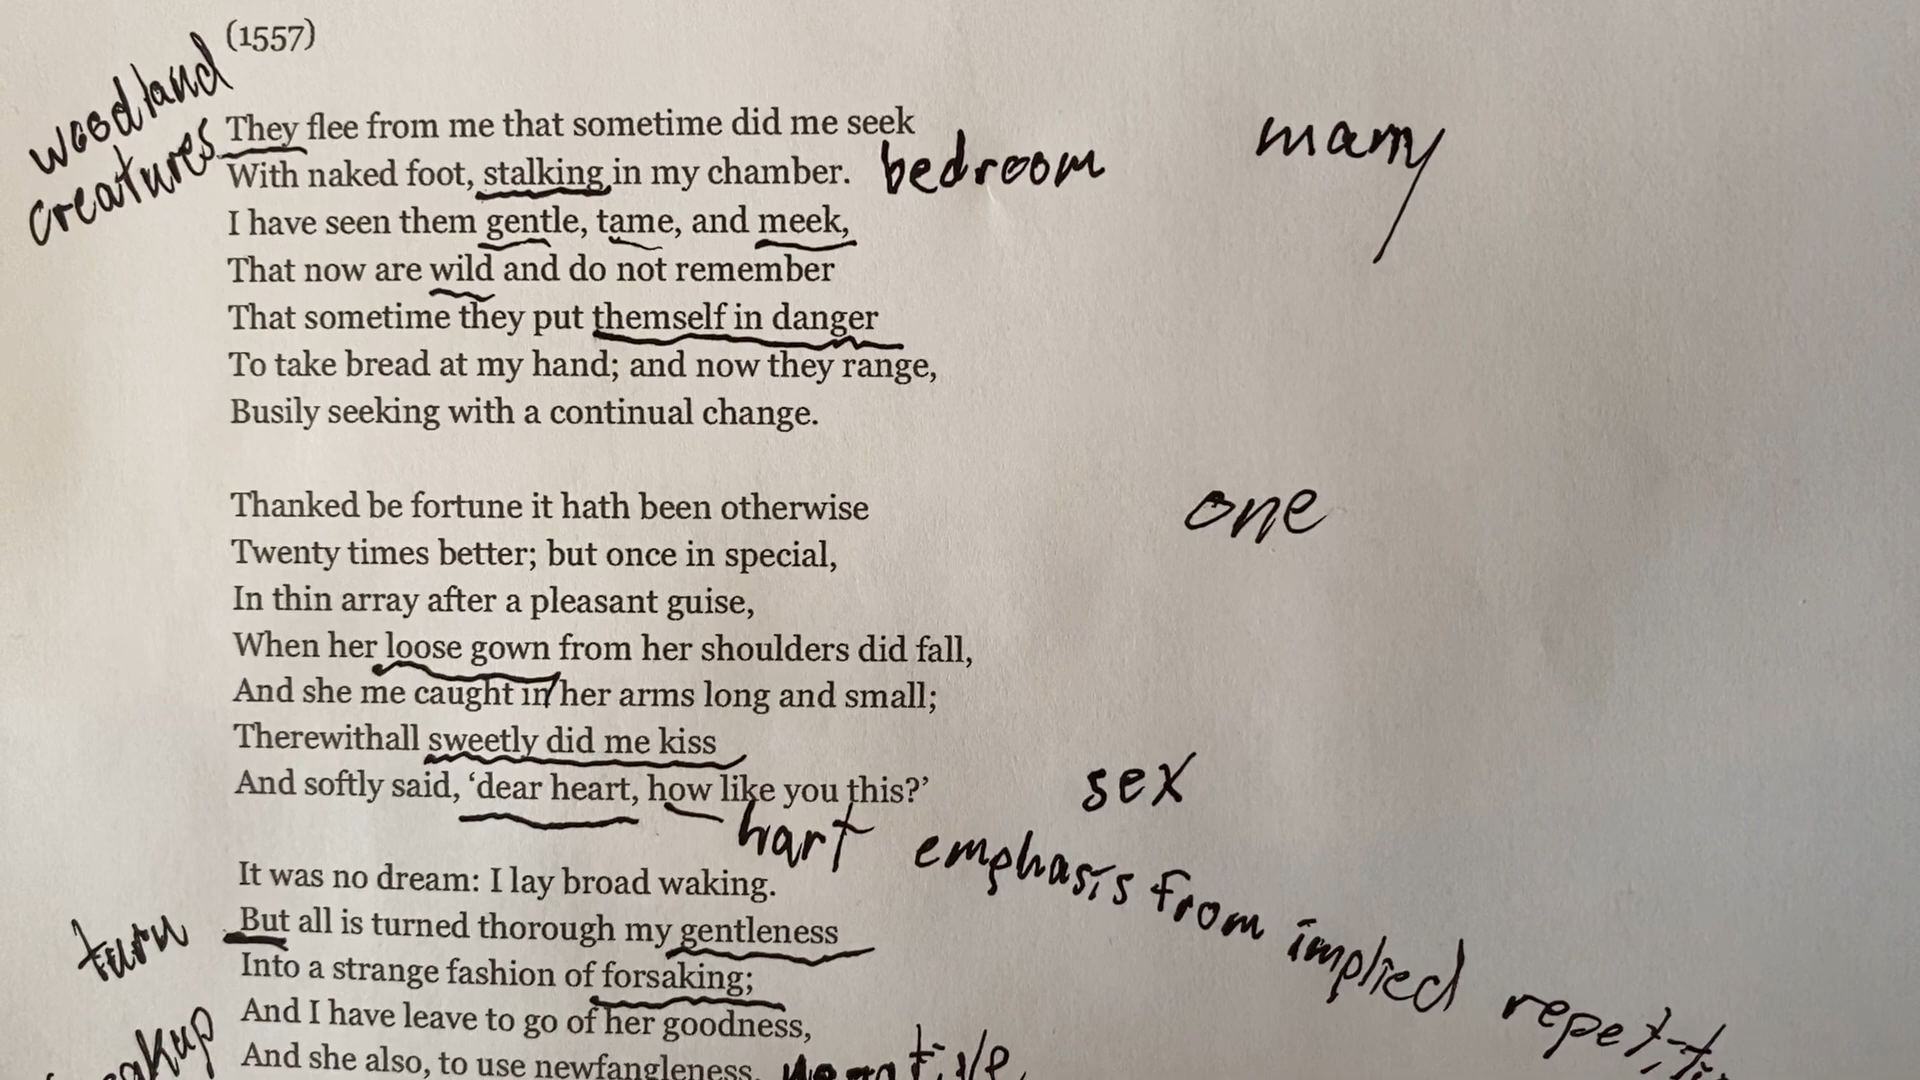 (1557)
woodland
creatures
They flee from me that sometime did me seek
many
With naked foot, stalking in my chamber. bedroom
I have seen them gentle, tame, and meek,
That now are wild and do not remember
That sometime they put themself in danger
To take bread at my hand; and now they range,
Busily seeking with a continual change.
Thanked be fortune it hath been otherwise
one
Twenty times better; but once in special,
In thin array after a pleasant guise,
When her loose gown from her shoulders did fall,
And she me caught in her arms long and small;
Therewithall sweetly did me kiss
And softly said, ‘dear heart, how like you this?’
sex
hart emphasis from implied
It was no dream: I lay broad waking.
But all is turned thorough my gentleness
turn
Into a strange fashion of forsaking;
And I have leave to go of her goodness,
And she also, to use newfangleness.